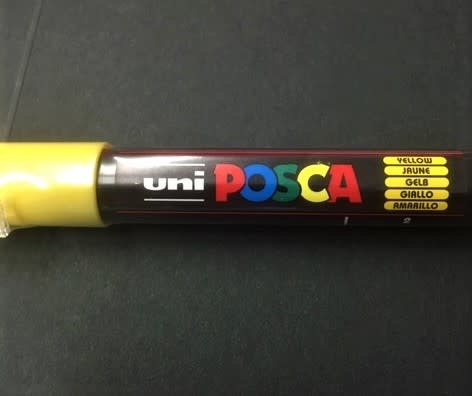 uni POSCA
YELLOW
JAUNE
GELB
GIALLO
AMARILLO